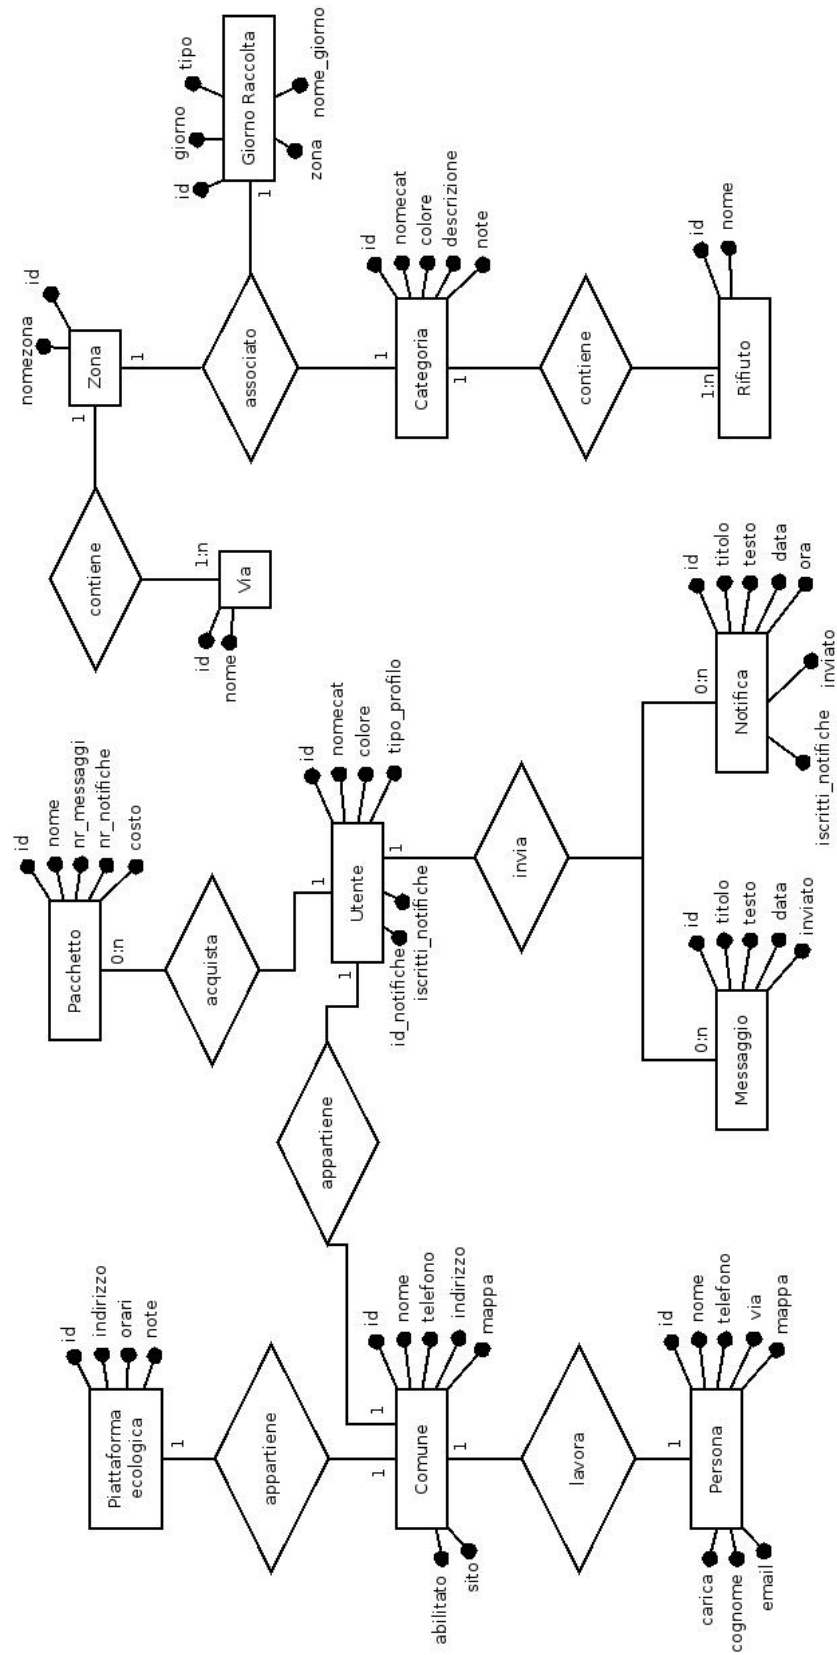 id
indirizzo
orari
note
Piattaforma
ecologica
1
appartiene
1
1
id
nome
telefono
indirizzo
mappa
Comune
abilitato
sito
1
lavora
1
id
nome
telefono
via
mappa
Persona
carica
cognome
email
appartiene
1
id
nome
nr_messaggi
nr_notifiche
costo
Pacchetto
0:n
acquista
1
id
nomecat
colore
tipo_profilo
Utente
id_notifiche
iscritti_notifiche
1
invia
0:n
id
titolo
testo
data
inviato
Messaggio
0:n
id
titolo
testo
data
ora
Notifica
iscritti_notifiche
inviato
nomezona
id
Zona
1
contiene
1:n
Via
id
nome
1
associato
1
id
giorno
tipo
Giorno Raccolta
zona
nome_giorno
1
id
nomecat
colore
descrizione
note
Categoria
1
contiene
1:n
id
nome
Rifiuto